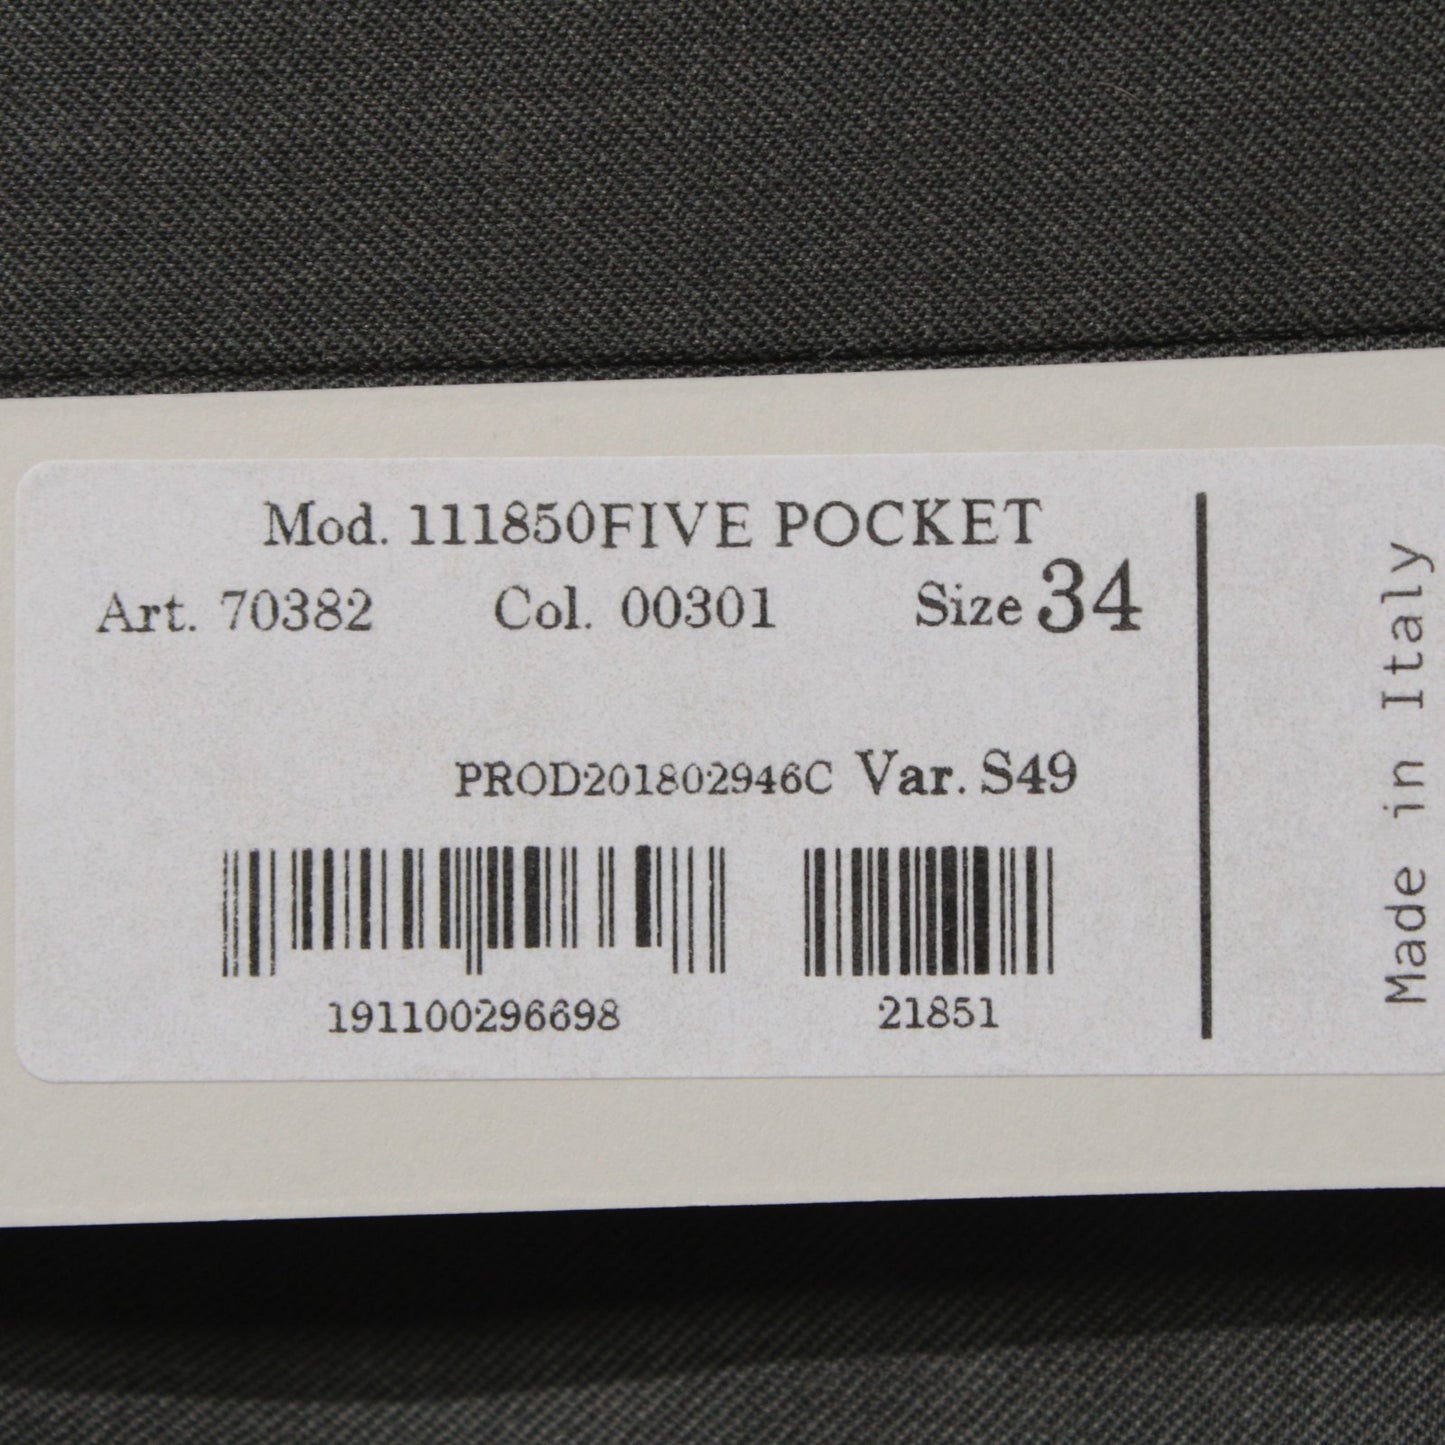 Mod. 111850FIVE POCKET
Art. 70382 Col. 00301 Size 34
PROD201802946C Var. S49
191100296698 21851
Made in Italy